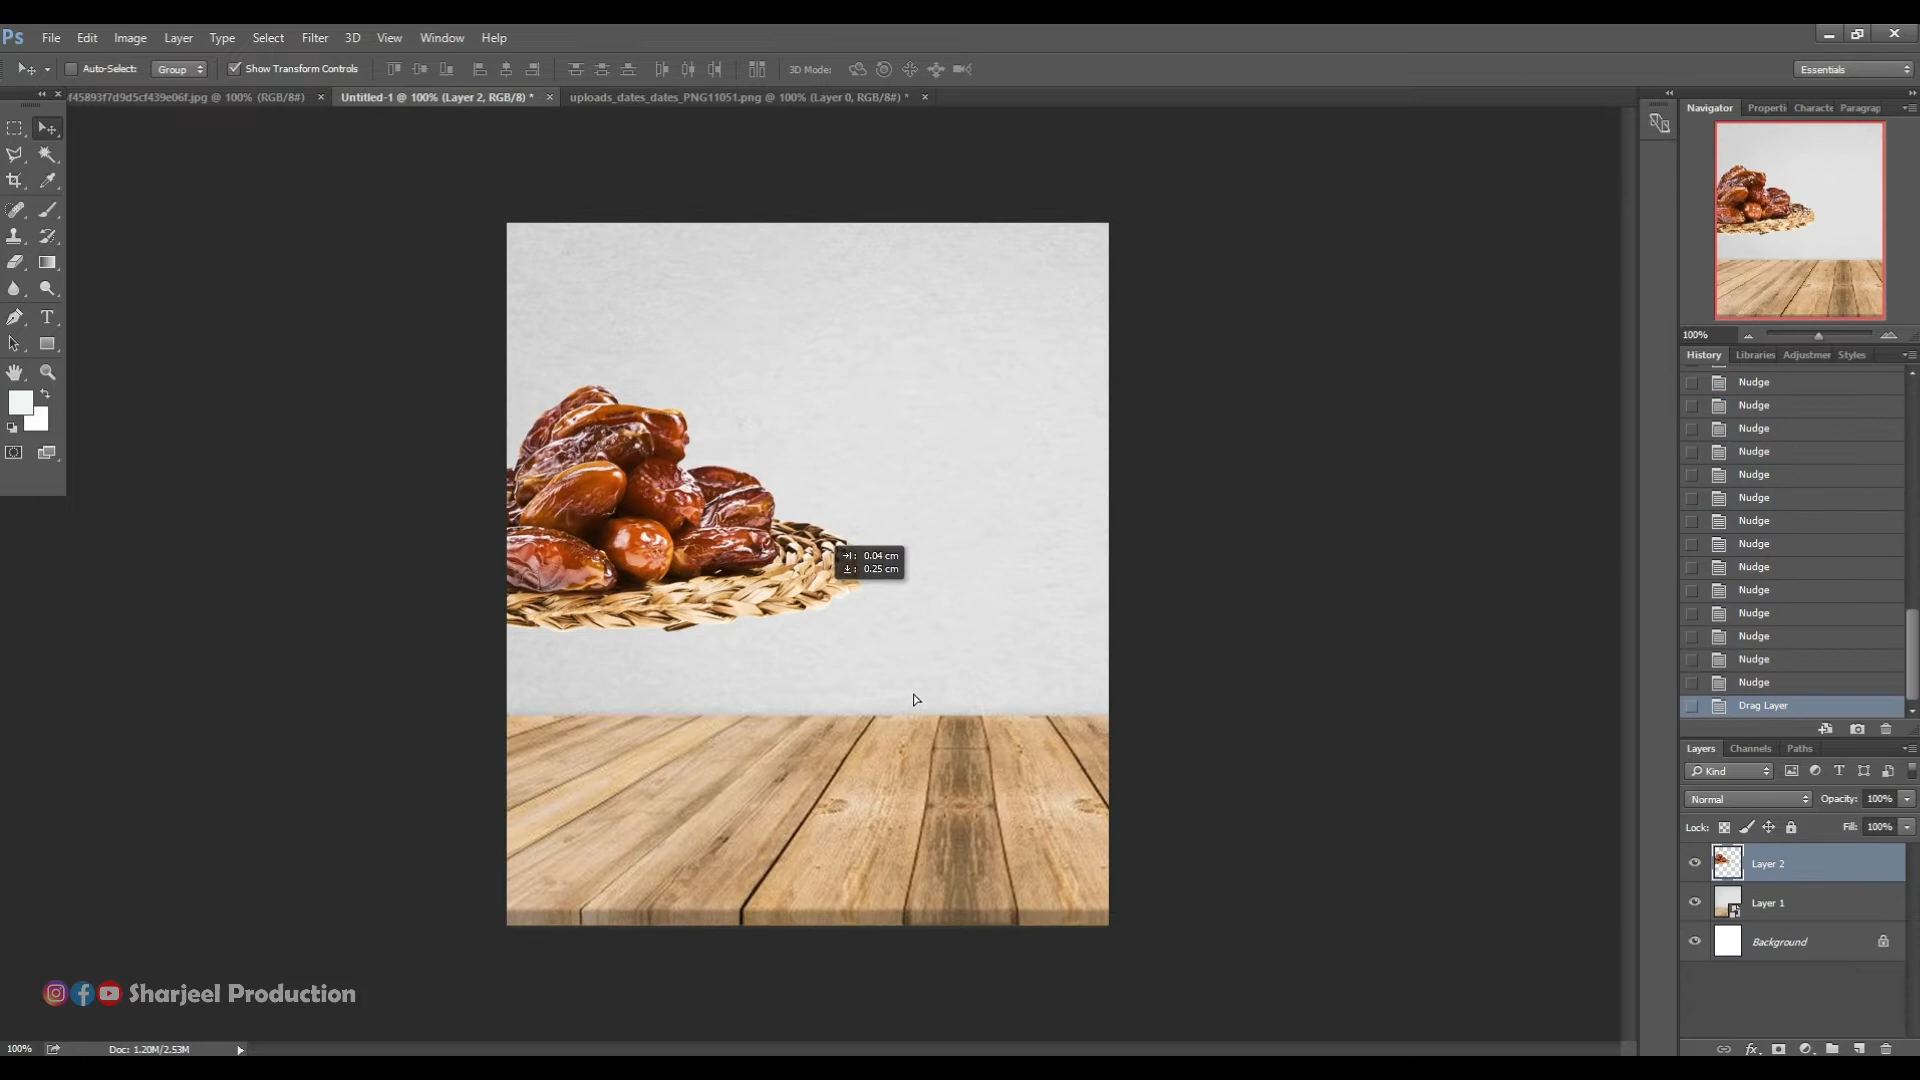 Ps File Edit Image Layer Type Select Filter 3D View Window Help
Auto-Select: Group Show Transform Controls 3D Mode: Essentials
f45893f7d9d5cf439e06f.jpg @ 100% (RGB/8#) × Untitled-1 @ 100% (Layer 2, RGB/8) * × uploads_dates_dates_PNG11051.png @ 100% (Layer 0, RGB/8#) * ×
Navigator Properti Characte Paragrap
100%
History Libraries Adjustmer Styles
Nudge
Nudge
Nudge
Nudge
Nudge
Nudge
Nudge
Nudge
Nudge
Nudge
Nudge
Nudge
Nudge
Nudge
Drag Layer
0.04 cm
0.25 cm
Layers Channels Paths
Kind
Normal Opacity: 100%
Lock: Fill: 100%
Layer 2
Layer 1
Background
Sharjeel Production
100% Doc: 1.20M/2.53M